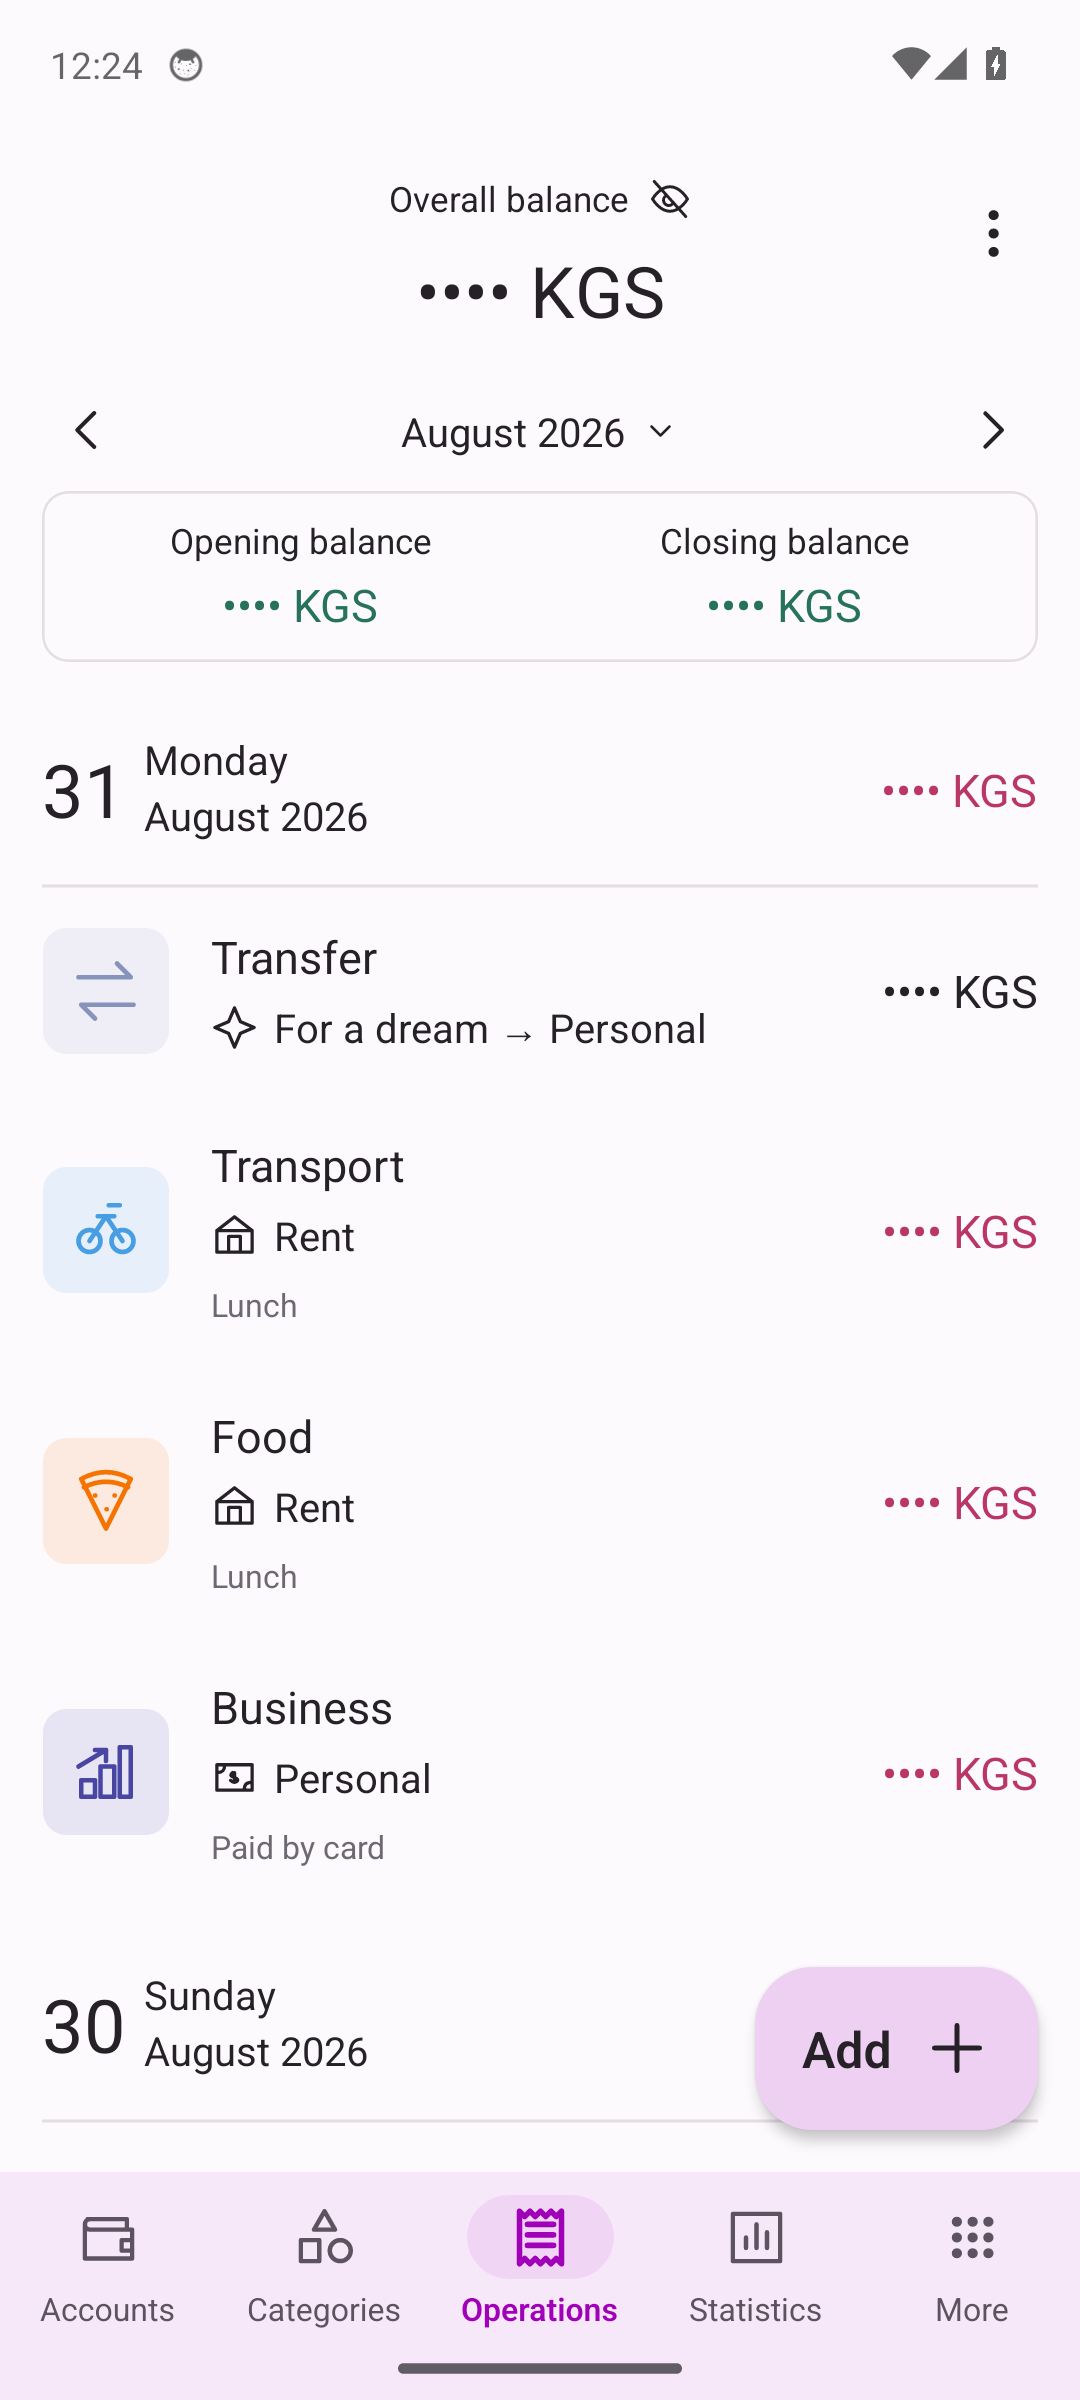 12:24
Overall balance
•••• KGS
August 2026
Opening balance
Closing balance
•••• KGS
•••• KGS
31
Monday
August 2026
•••• KGS
Transfer
For a dream → Personal
•••• KGS
Transport
Rent
Lunch
•••• KGS
Food
Rent
Lunch
•••• KGS
Business
Personal
Paid by card
•••• KGS
30
Sunday
August 2026
Add
Accounts
Categories
Operations
Statistics
More